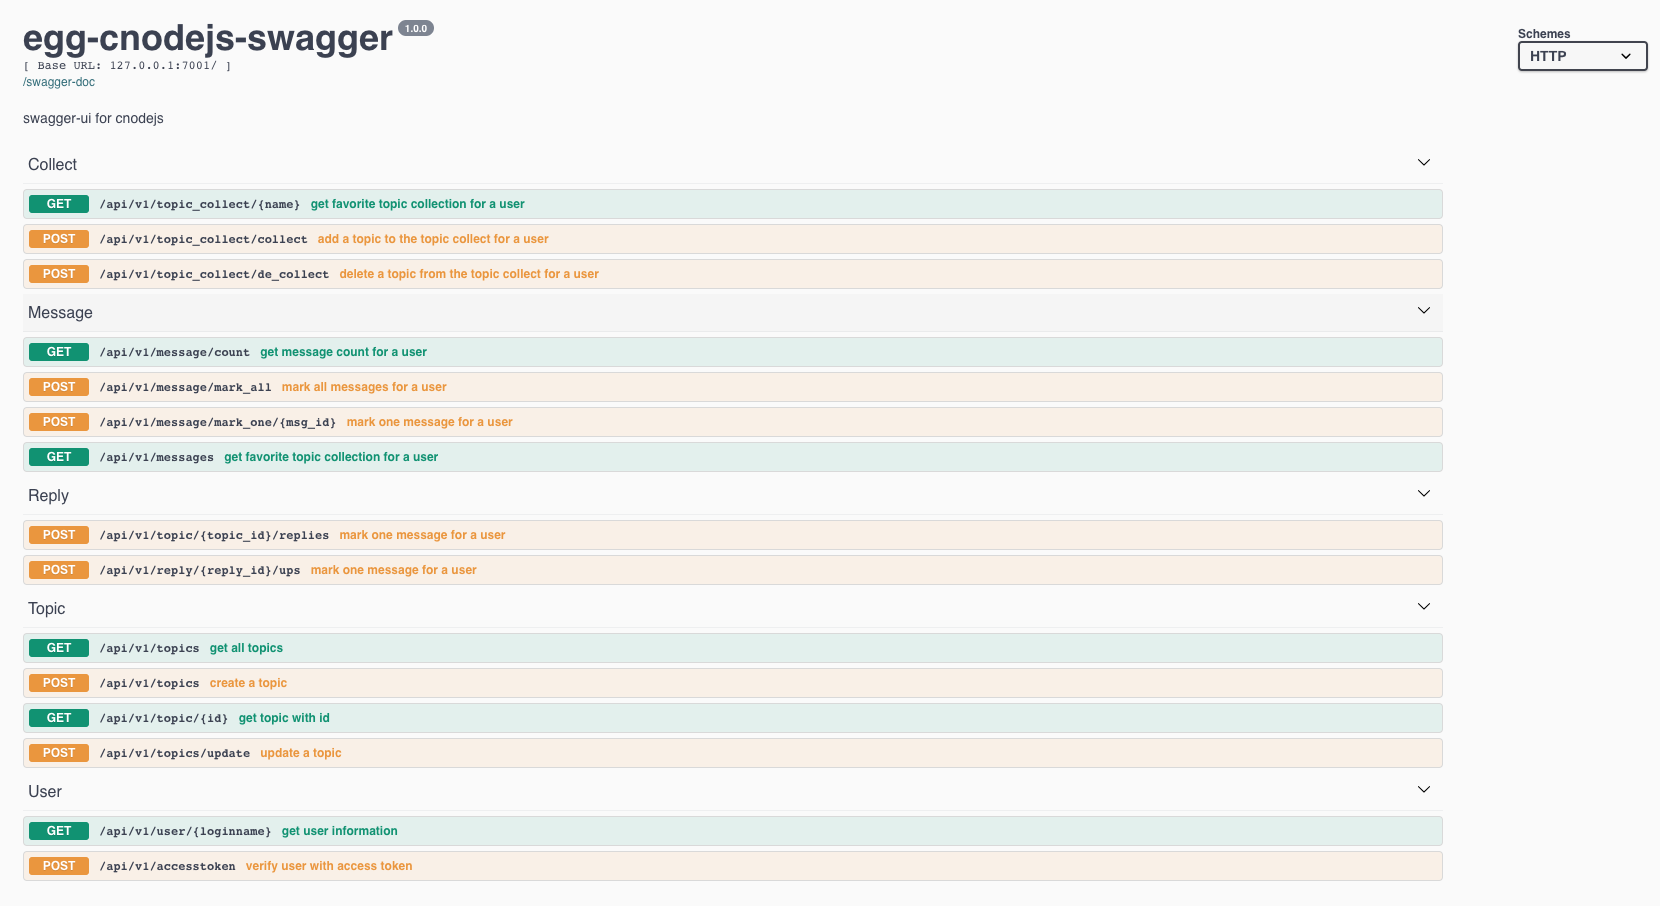 egg-cnodejs-swagger 1.0.0
[ Base URL: 127.0.0.1:7001/ ]
/swagger-doc
Schemes
HTTP
swagger-ui for cnodejs
Collect
GET /api/v1/topic_collect/{name} get favorite topic collection for a user
POST /api/v1/topic_collect/collect add a topic to the topic collect for a user
POST /api/v1/topic_collect/de_collect delete a topic from the topic collect for a user
Message
GET /api/v1/message/count get message count for a user
POST /api/v1/message/mark_all mark all messages for a user
POST /api/v1/message/mark_one/{msg_id} mark one message for a user
GET /api/v1/messages get favorite topic collection for a user
Reply
POST /api/v1/topic/{topic_id}/replies mark one message for a user
POST /api/v1/reply/{reply_id}/ups mark one message for a user
Topic
GET /api/v1/topics get all topics
POST /api/v1/topics create a topic
GET /api/v1/topic/{id} get topic with id
POST /api/v1/topics/update update a topic
User
GET /api/v1/user/{loginname} get user information
POST /api/v1/accesstoken verify user with access token